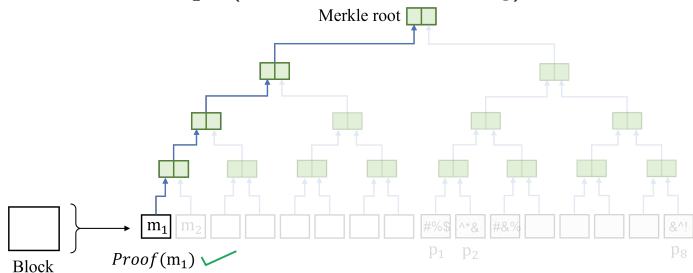 Merkle root
m₁ m₂ #%$ ^*& #&% &^!
p₁ p₂ p₈
Proof(m₁)
Block